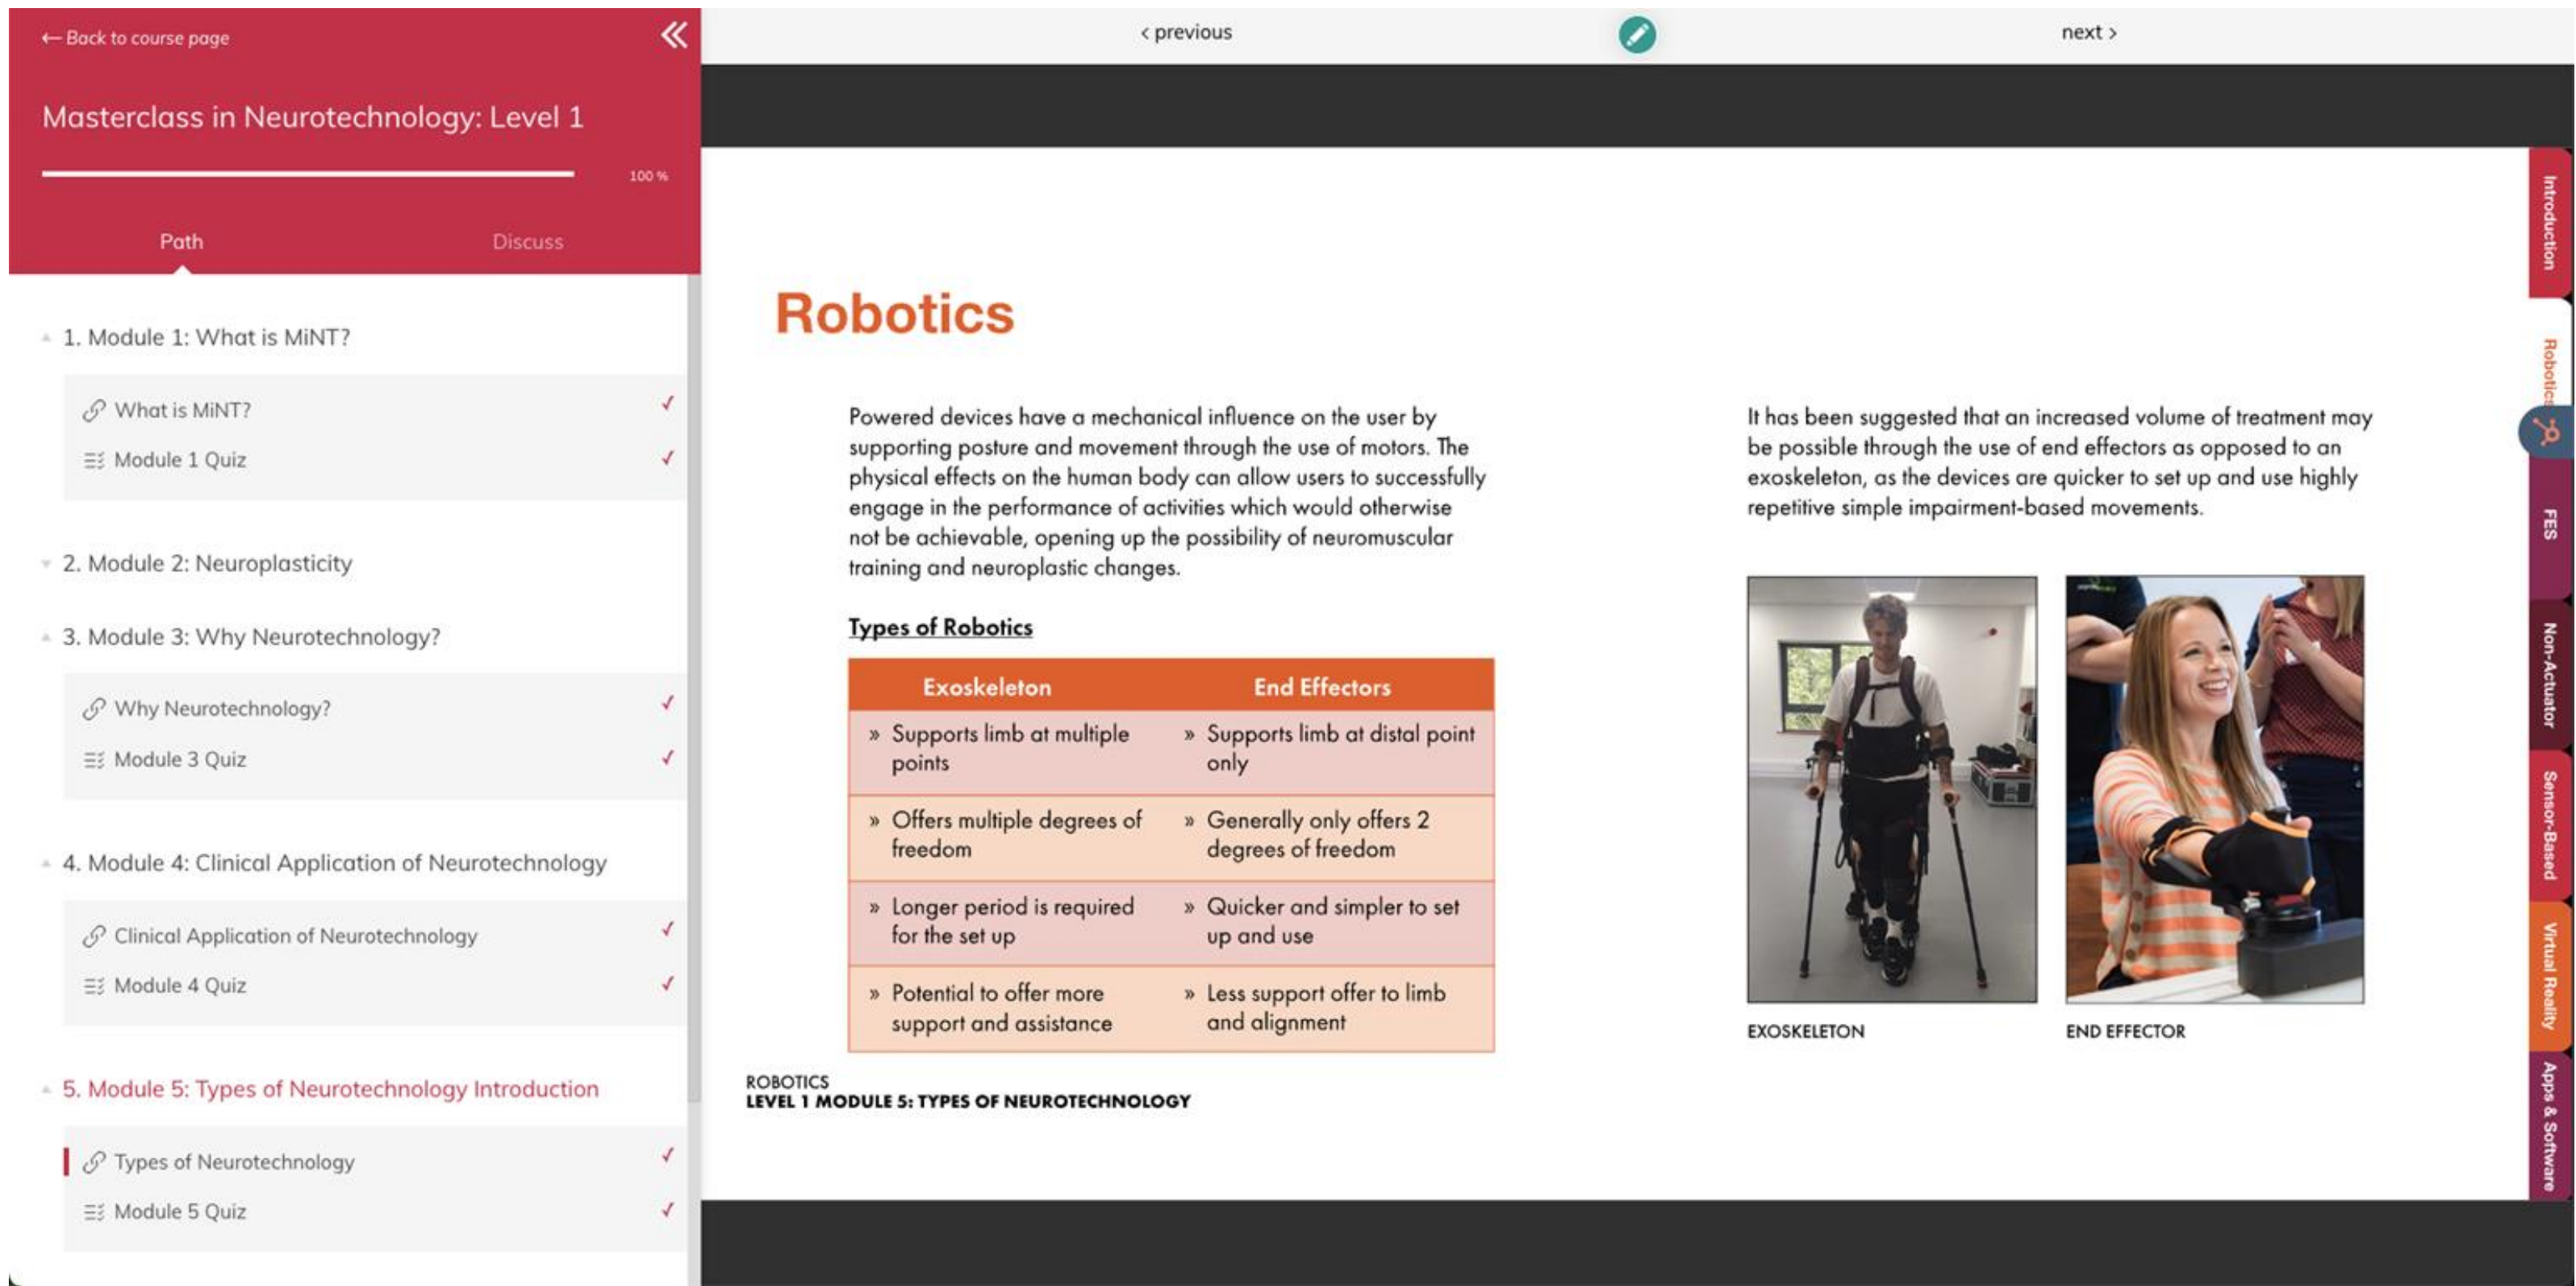 ← Back to course page
Masterclass in Neurotechnology: Level 1
100 %
Path
Discuss
1. Module 1: What is MiNT?
What is MiNT?
Module 1 Quiz
2. Module 2: Neuroplasticity
3. Module 3: Why Neurotechnology?
Why Neurotechnology?
Module 3 Quiz
4. Module 4: Clinical Application of Neurotechnology
Clinical Application of Neurotechnology
Module 4 Quiz
5. Module 5: Types of Neurotechnology Introduction
Types of Neurotechnology
Module 5 Quiz
< previous
next >
Robotics
Powered devices have a mechanical influence on the user by
supporting posture and movement through the use of motors. The
physical effects on the human body can allow users to successfully
engage in the performance of activities which would otherwise
not be achievable, opening up the possibility of neuromuscular
training and neuroplastic changes.
Types of Robotics
Exoskeleton
End Effectors
» Supports limb at multiple
points
» Supports limb at distal point
only
» Offers multiple degrees of
freedom
» Generally only offers 2
degrees of freedom
» Longer period is required
for the set up
» Quicker and simpler to set
up and use
» Potential to offer more
support and assistance
» Less support offer to limb
and alignment
It has been suggested that an increased volume of treatment may
be possible through the use of end effectors as opposed to an
exoskeleton, as the devices are quicker to set up and use highly
repetitive simple impairment-based movements.
EXOSKELETON
END EFFECTOR
ROBOTICS
LEVEL 1 MODULE 5: TYPES OF NEUROTECHNOLOGY
Introduction
Robotics
FES
Non-Actuator
Sensor-Based
Virtual Reality
Apps & Software